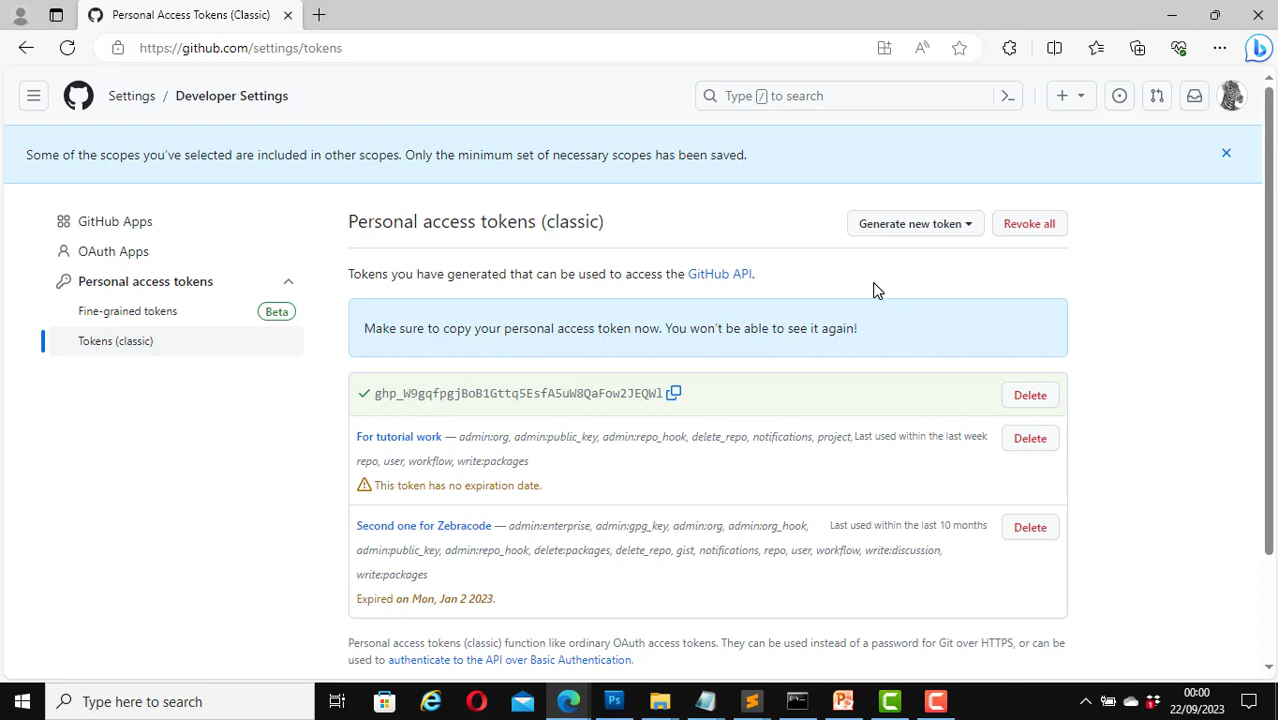 Personal Access Tokens (Classic)
https://github.com/settings/tokens
Settings / Developer Settings
Type / to search
Some of the scopes you've selected are included in other scopes. Only the minimum set of necessary scopes has been saved.
GitHub Apps
OAuth Apps
Personal access tokens
Fine-grained tokens Beta
Tokens (classic)
Personal access tokens (classic)
Generate new token
Revoke all
Tokens you have generated that can be used to access the GitHub API.
Make sure to copy your personal access token now. You won't be able to see it again!
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
Delete
For tutorial work — admin:org, admin:public_key, admin:repo_hook, delete_repo, notifications, project, Last used within the last week
Delete
repo, user, workflow, write:packages
This token has no expiration date.
Second one for Zebracode — admin:enterprise, admin:gpg_key, admin:org, admin:org_hook, Last used within the last 10 months
Delete
admin:public_key, admin:repo_hook, delete:packages, delete_repo, gist, notifications, repo, user, workflow, write:discussion,
write:packages
Expired on Mon, Jan 2 2023.
Personal access tokens (classic) function like ordinary OAuth access tokens. They can be used instead of a password for Git over HTTPS, or can be
used to authenticate to the API over Basic Authentication.
Type here to search
Ps
00:00
22/09/2023